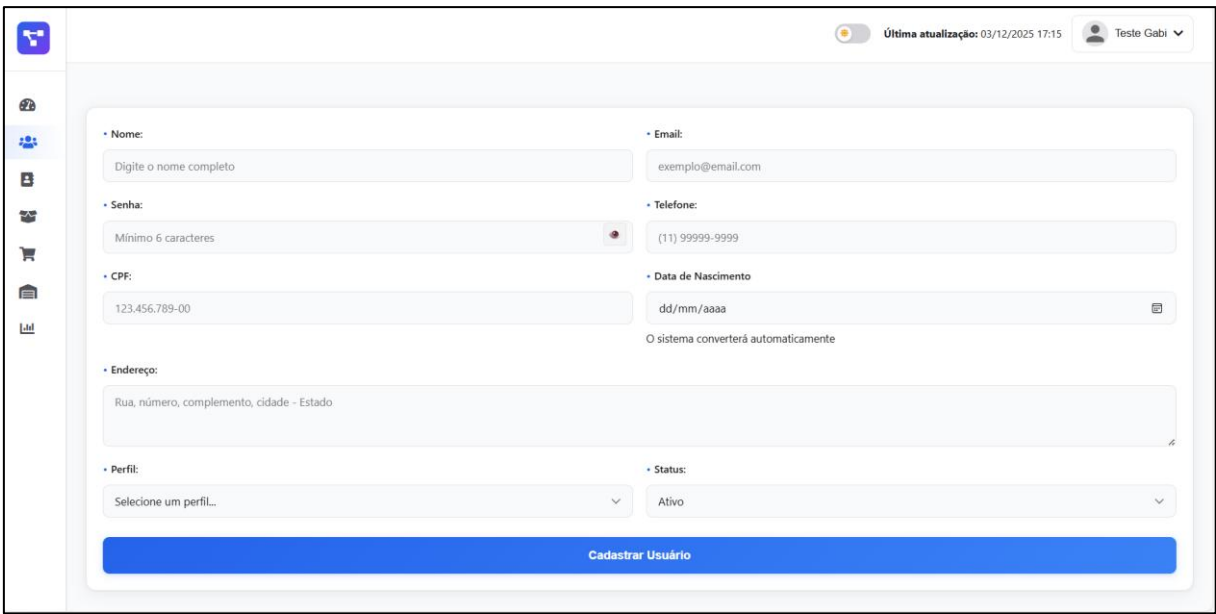 Última atualização: 03/12/2025 17:15 Teste Gabi
• Nome: • Email:
Digite o nome completo exemplo@email.com
• Senha: • Telefone:
Mínimo 6 caracteres (11) 99999-9999
• CPF: • Data de Nascimento
123.456.789-00 dd/mm/aaaa
O sistema converterá automaticamente
• Endereço:
Rua, número, complemento, cidade - Estado
• Perfil: • Status:
Selecione um perfil... Ativo
Cadastrar Usuário